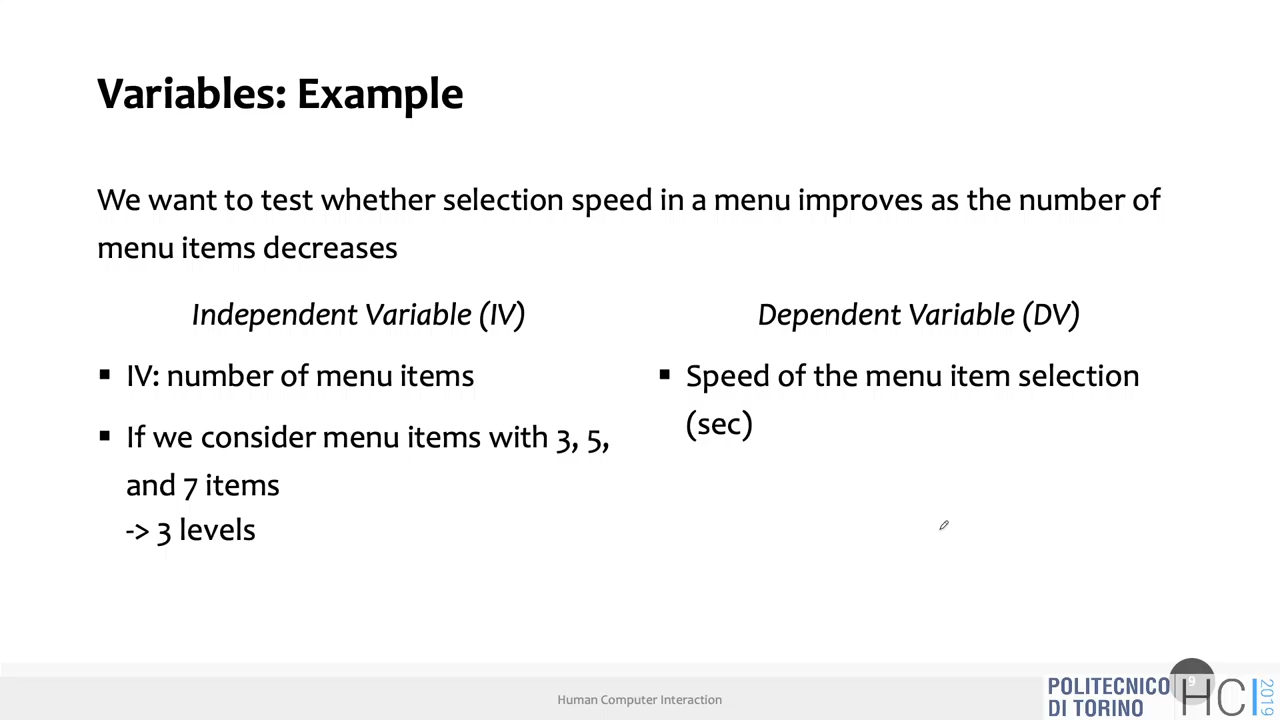 Variables: Example
We want to test whether selection speed in a menu improves as the number of
menu items decreases
Independent Variable (IV)
▪ IV: number of menu items
▪ If we consider menu items with 3, 5,
and 7 items
-> 3 levels
Dependent Variable (DV)
▪ Speed of the menu item selection
(sec)
Human Computer Interaction
POLITECNICO
DI TORINO
9
HCI
2019